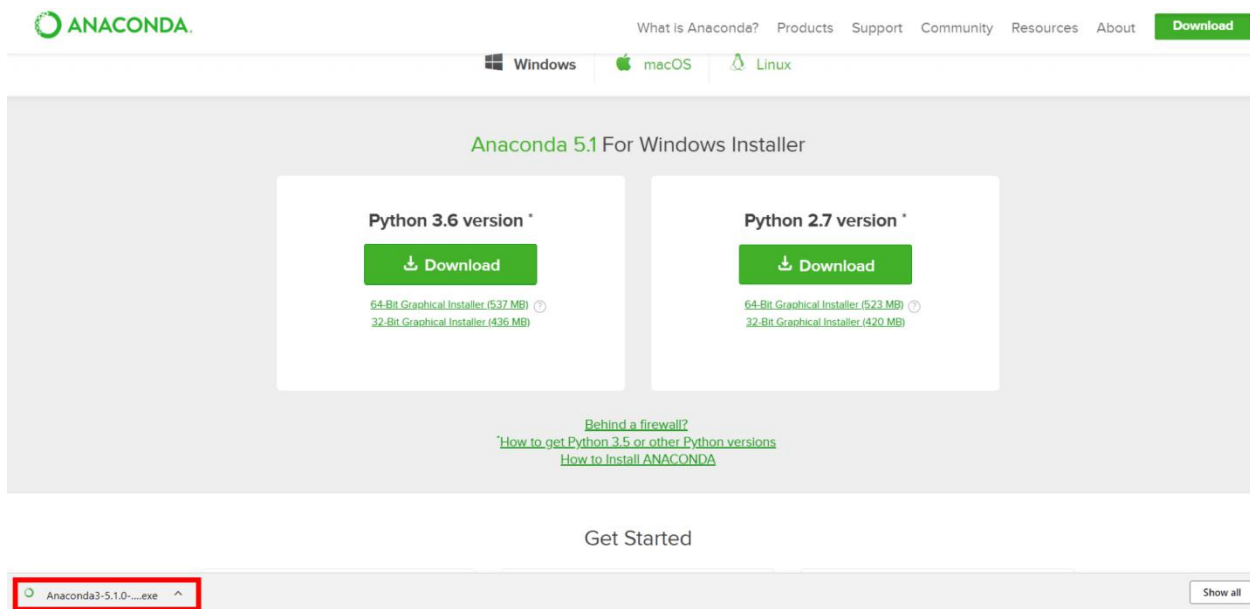 ANACONDA.
What is Anaconda? Products Support Community Resources About Download
Windows macOS Linux
Anaconda 5.1 For Windows Installer
Python 3.6 version *
Download
64-Bit Graphical Installer (537 MB) ?
32-Bit Graphical Installer (436 MB)
Python 2.7 version *
Download
64-Bit Graphical Installer (523 MB) ?
32-Bit Graphical Installer (420 MB)
Behind a firewall?
*How to get Python 3.5 or other Python versions
How to Install ANACONDA
Get Started
Anaconda3-5.1.0-....exe
Show all